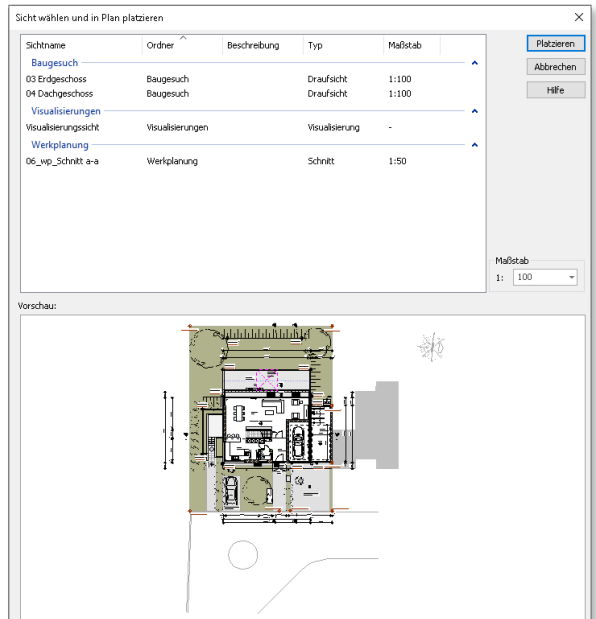 Sicht wählen und in Plan platzieren
Sichtname Ordner Beschreibung Typ Maßstab
Platzieren
Baugesuch
Abbrechen
03 Erdgeschoss Baugesuch Draufsicht 1:100
04 Dachgeschoss Baugesuch Draufsicht 1:100
Hilfe
Visualisierungen
Visualisierungssicht Visualisierungen Visualisierung -
Werkplanung
06_wp_Schnitt a-a Werkplanung Schnitt 1:50
Maßstab
1: 100
Vorschau: